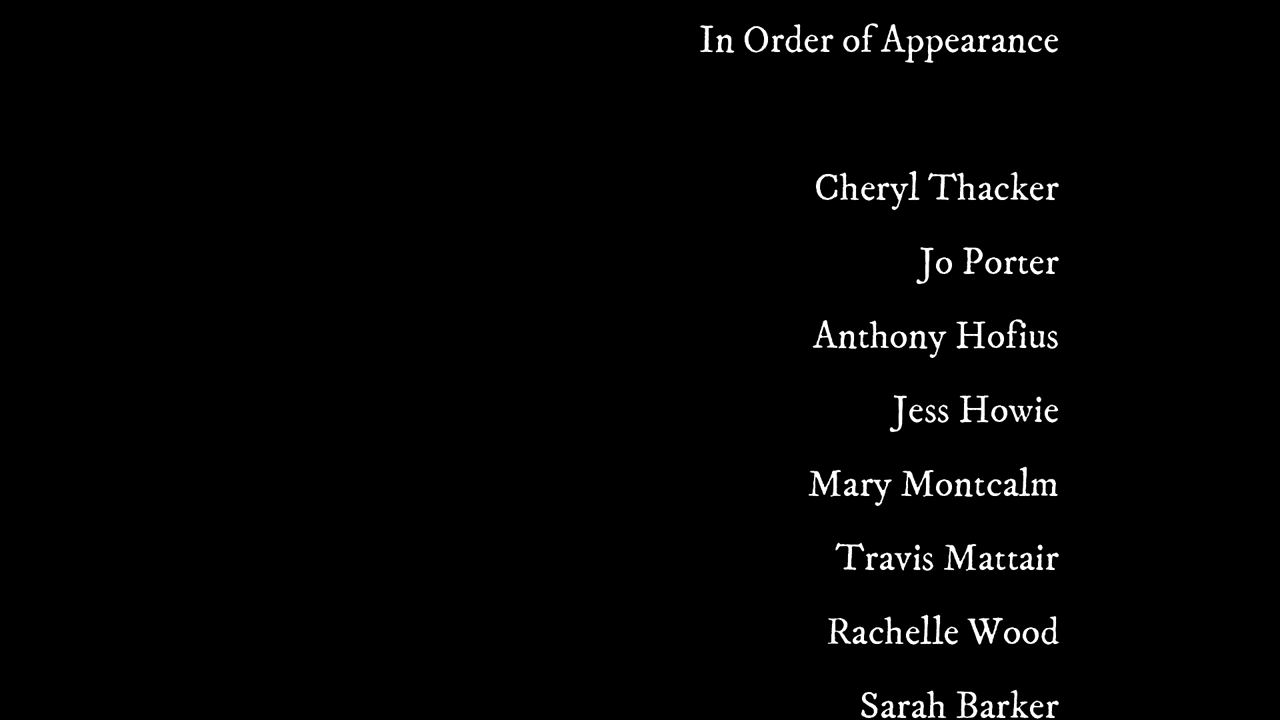 In Order of Appearance
Cheryl Thacker
Jo Porter
Anthony Hofius
Jess Howie
Mary Montcalm
Travis Mattair
Rachelle Wood
Sarah Barker